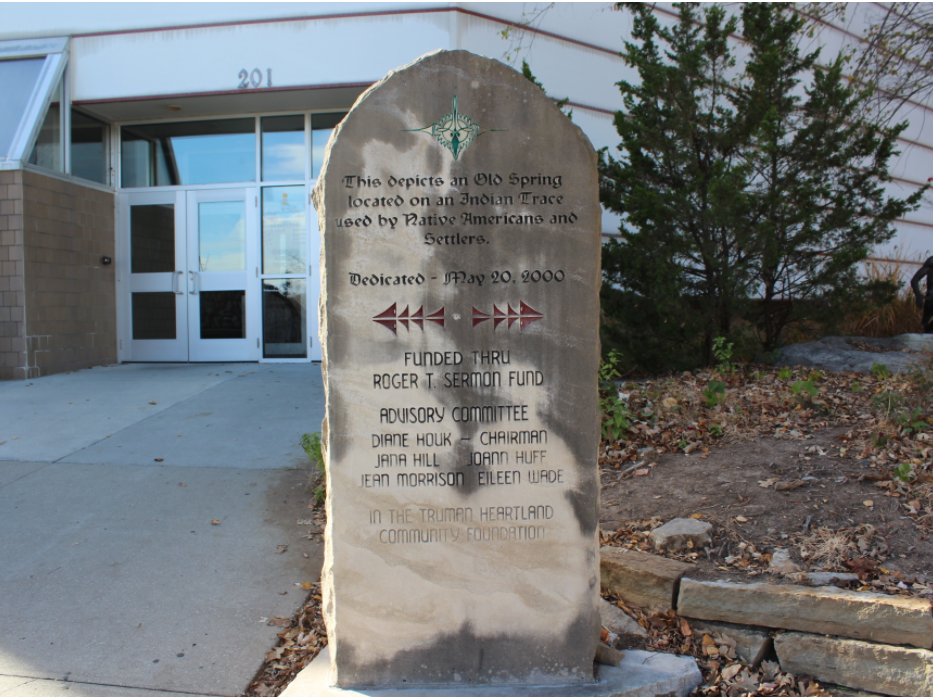 201
This depicts an Old Spring
located on an Indian Trace
used by Native Americans and
Settlers.
Dedicated - May 20, 2000
FUNDED THRU
ROGER T. SERMON FUND
ADVISORY COMMITTEE
DIANE HOUK - CHAIRMAN
JANA HILL JOANN HUFF
JEAN MORRISON EILEEN WADE
IN THE TRUMAN HEARTLAND
COMMUNITY FOUNDATION